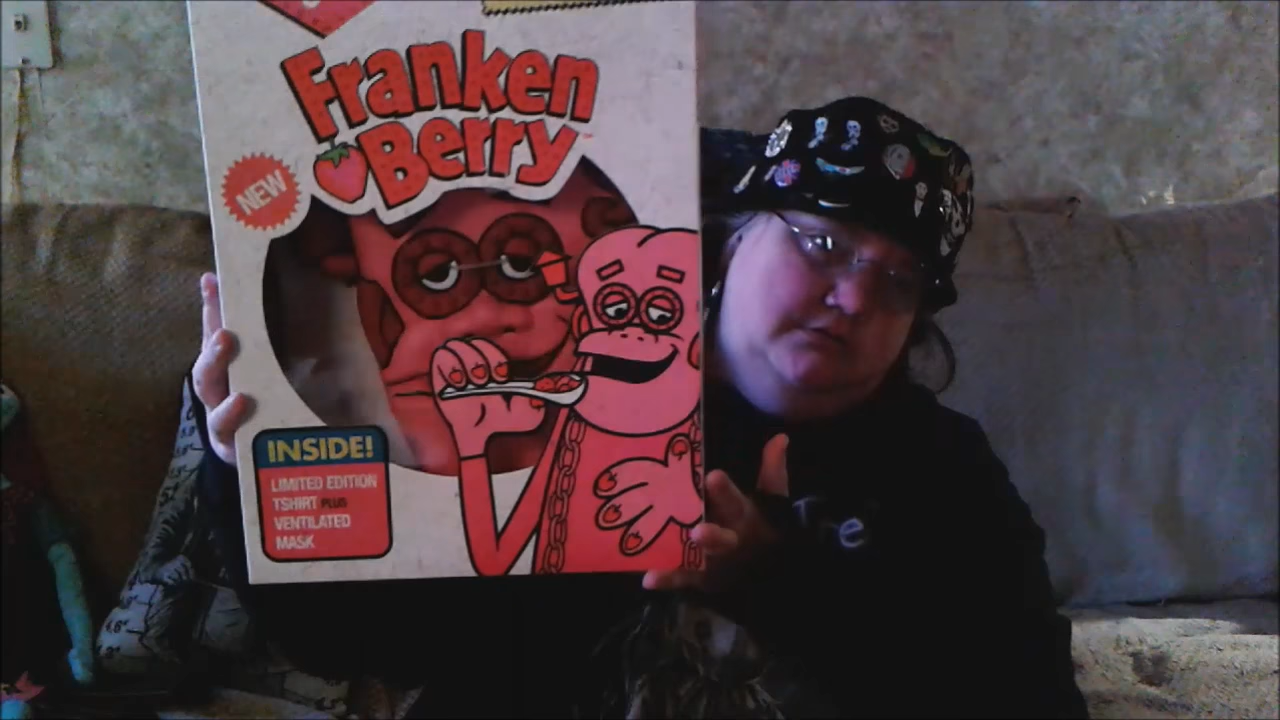 Franken
Berry
NEW
INSIDE!
LIMITED EDITION
TSHIRT PLUS
VENTILATED
MASK